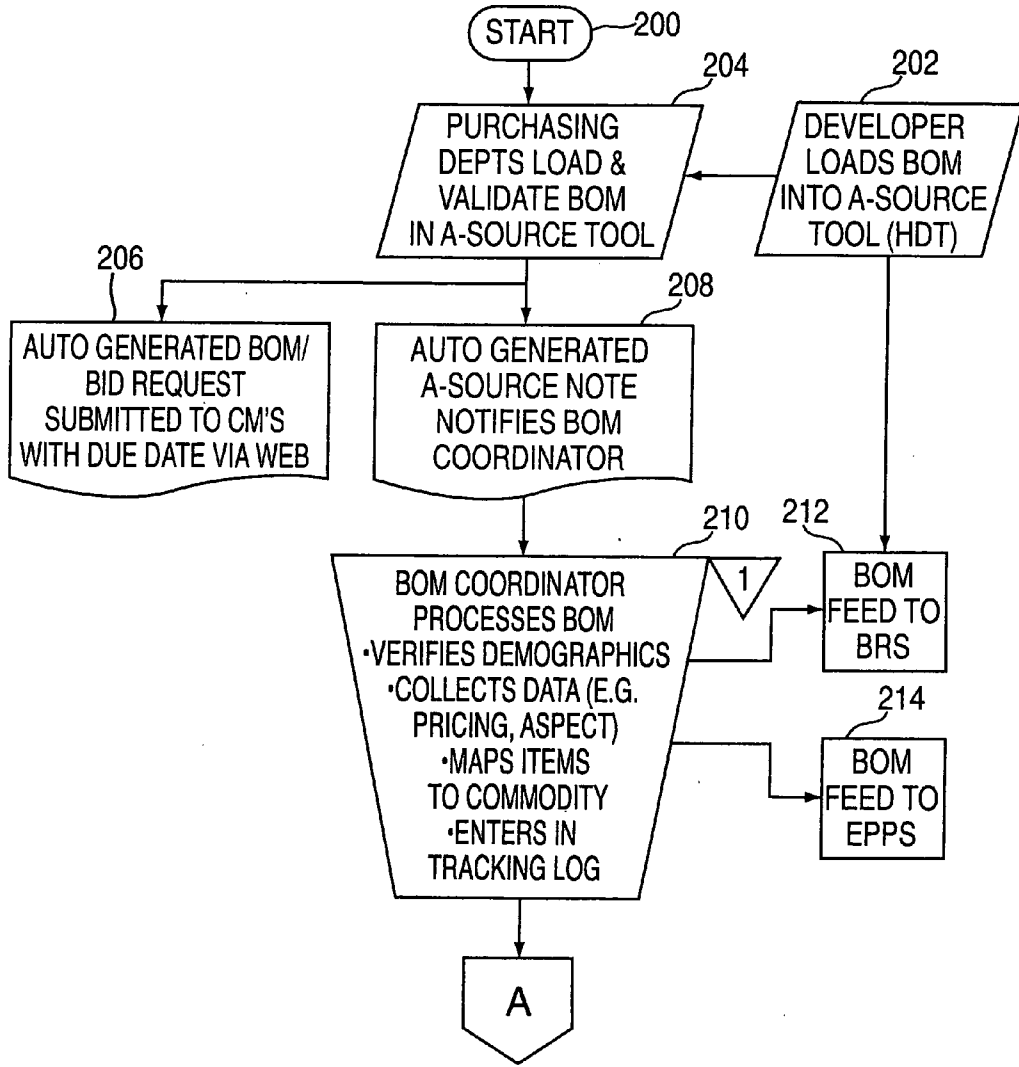 START
200
204
202
PURCHASING
DEPTS LOAD &
VALIDATE BOM
IN A-SOURCE TOOL
DEVELOPER
LOADS BOM
INTO A-SOURCE
TOOL (HDT)
206
208
AUTO GENERATED BOM/
BID REQUEST
SUBMITTED TO CM'S
WITH DUE DATE VIA WEB
AUTO GENERATED
A-SOURCE NOTE
NOTIFIES BOM
COORDINATOR
210
212
BOM COORDINATOR
PROCESSES BOM
•VERIFIES DEMOGRAPHICS
•COLLECTS DATA (E.G.
PRICING, ASPECT)
•MAPS ITEMS
TO COMMODITY
•ENTERS IN
TRACKING LOG
1
BOM
FEED TO
BRS
214
BOM
FEED TO
EPPS
A